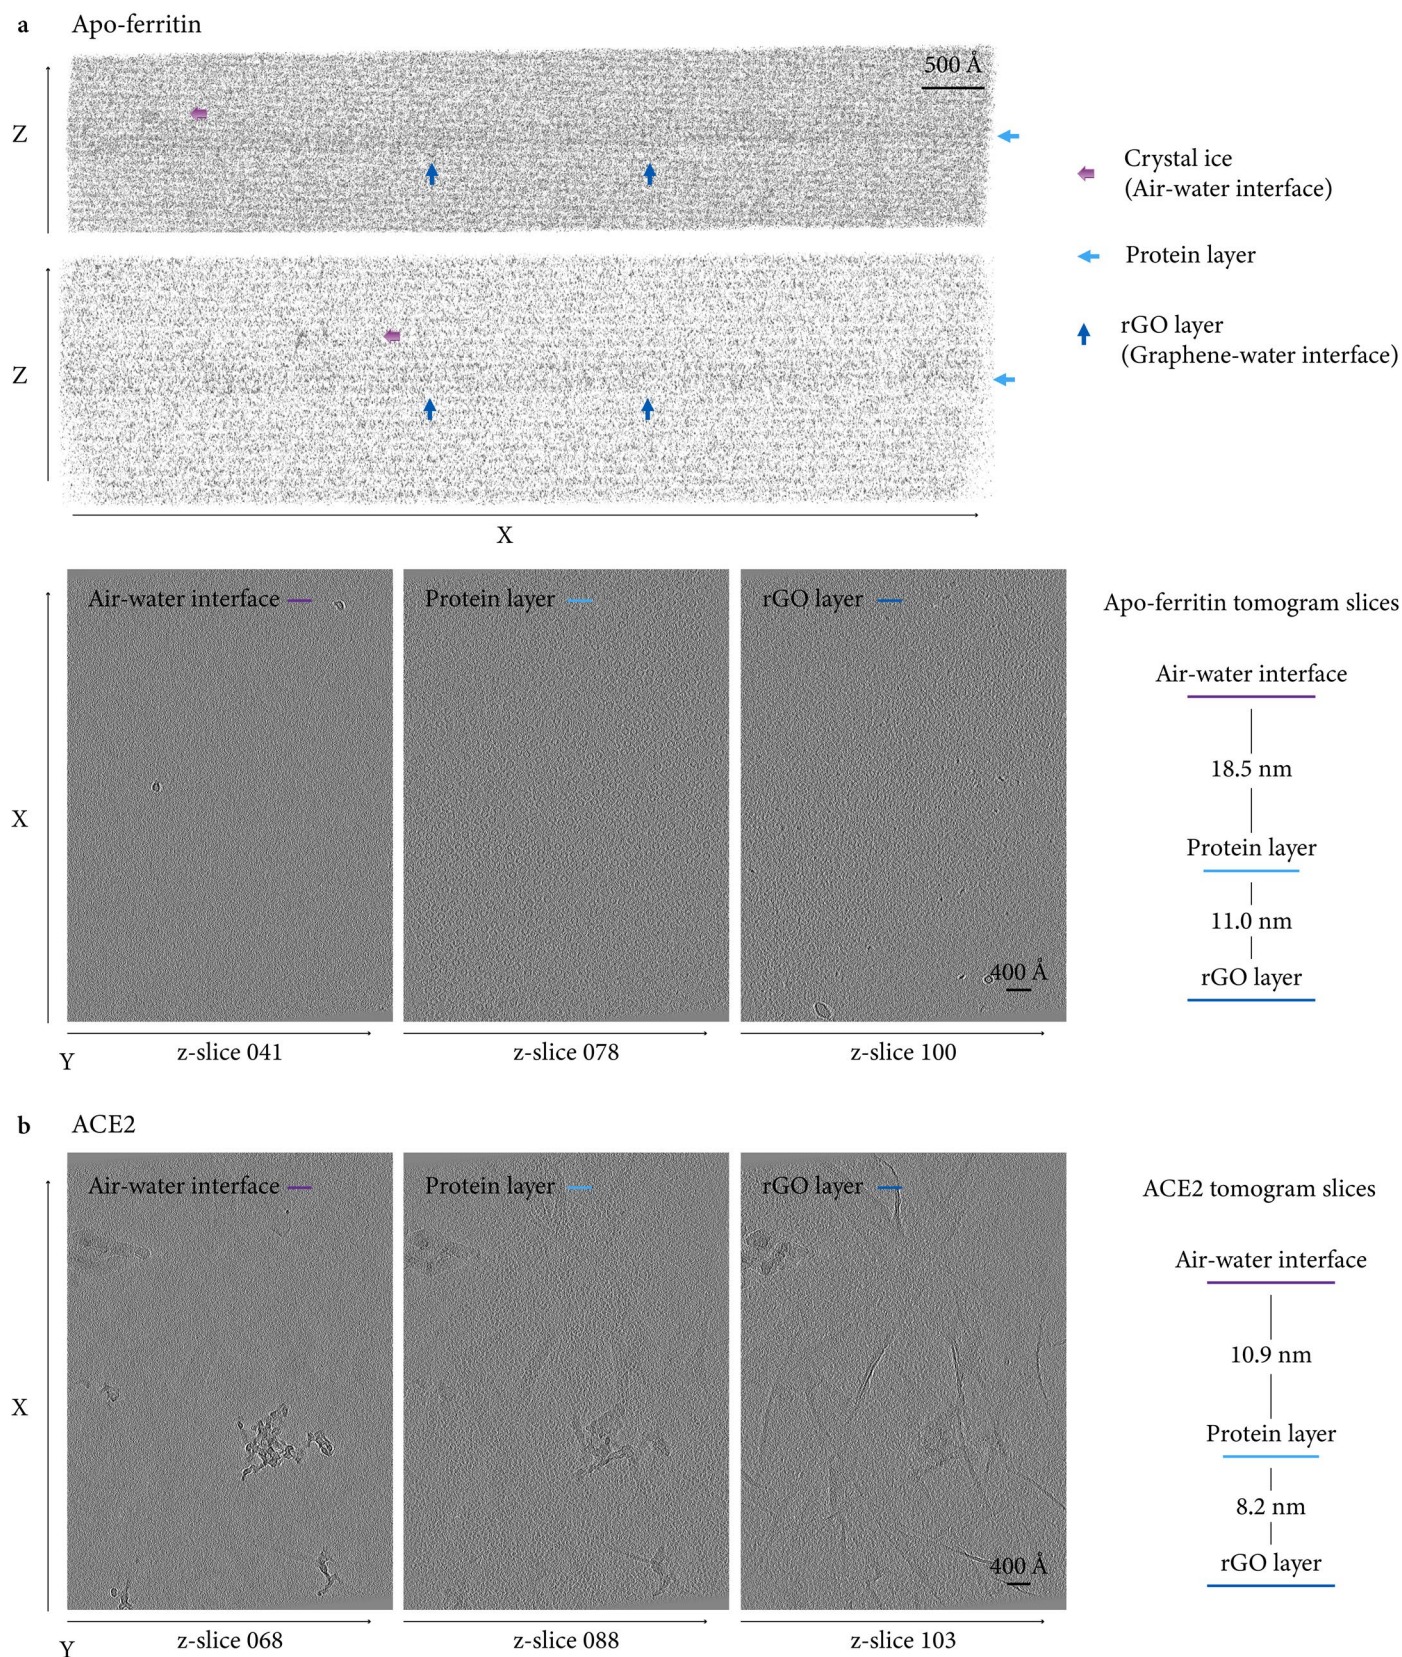 a Apo-ferritin
500 Å
Z
Crystal ice
(Air-water interface)
Protein layer
rGO layer
(Graphene-water interface)
Z
X
Air-water interface
Protein layer
rGO layer
Apo-ferritin tomogram slices
Air-water interface
18.5 nm
X
Protein layer
11.0 nm
400 Å
rGO layer
Y
z-slice 041
z-slice 078
z-slice 100
b ACE2
Air-water interface
Protein layer
rGO layer
ACE2 tomogram slices
Air-water interface
10.9 nm
X
Protein layer
8.2 nm
400 Å
rGO layer
Y
z-slice 068
z-slice 088
z-slice 103